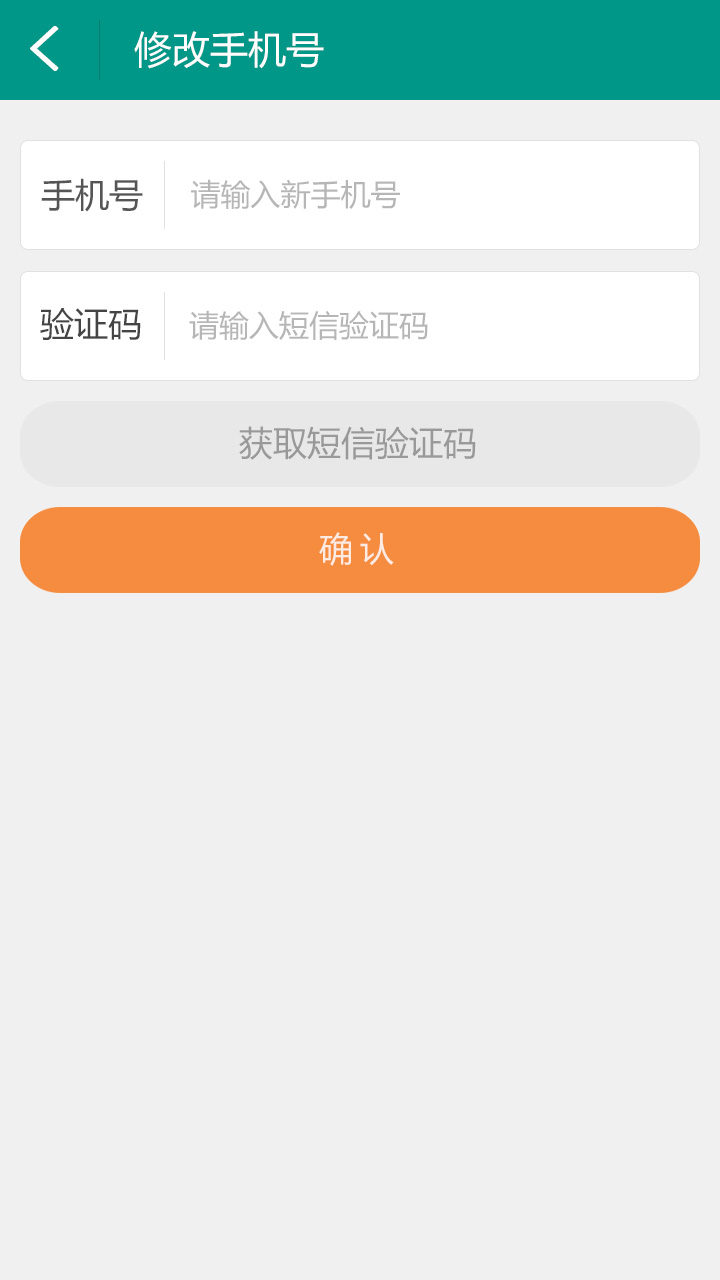 修改手机号
手机号 请输入新手机号
验证码 请输入短信验证码
获取短信验证码
确认